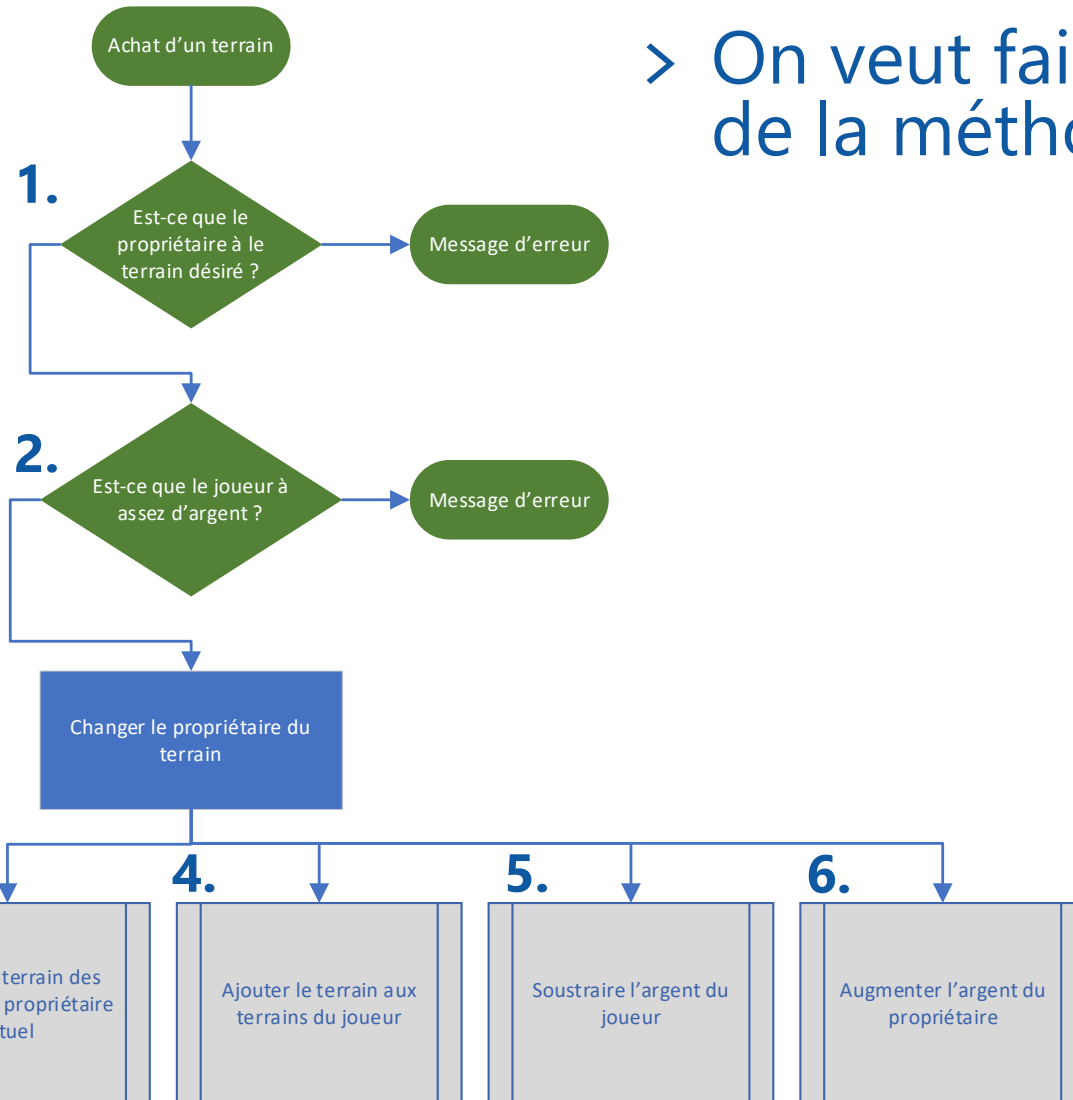 Achat d'un terrain
> On veut fai
de la métho
1.
Est-ce que le
propriétaire à le
terrain désiré ?
Message d'erreur
2.
Est-ce que le joueur à
assez d'argent ?
Message d'erreur
Changer le propriétaire du
terrain
4.
5.
6.
terrain des
propriétaire
tuel
Ajouter le terrain aux
terrains du joueur
Soustraire l'argent du
joueur
Augmenter l'argent du
propriétaire